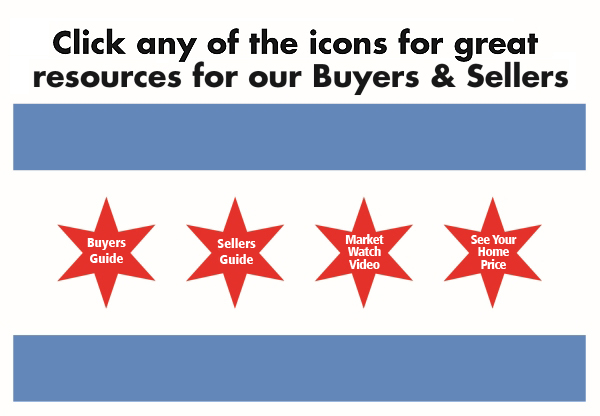 Click any of the icons for great
resources for our Buyers & Sellers
Buyers
Guide
Sellers
Guide
Market
Watch
Video
See Your
Home
Price